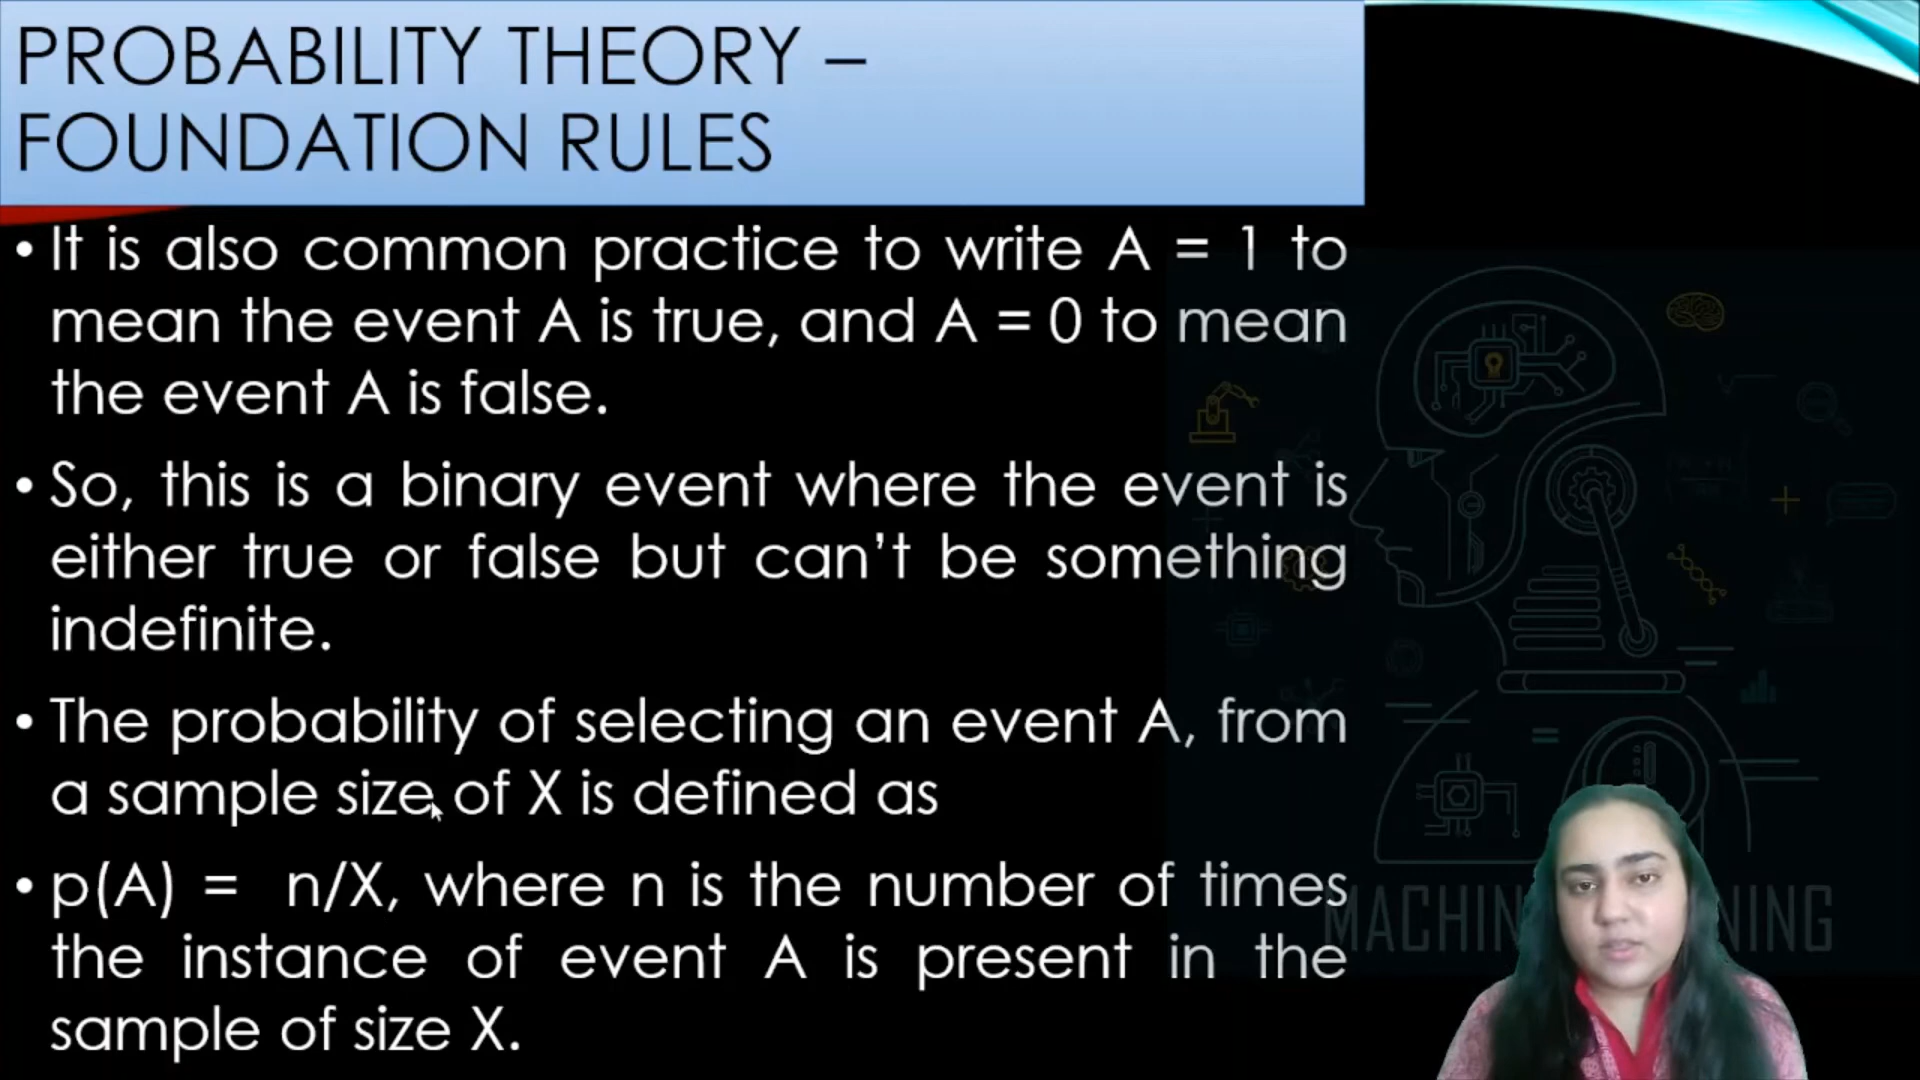 PROBABILITY THEORY –
FOUNDATION RULES
• It is also common practice to write A = 1 to
mean the event A is true, and A = 0 to mean
the event A is false.
• So, this is a binary event where the event is
either true or false but can’t be something
indefinite.
• The probability of selecting an event A, from
a sample size of X is defined as
• p(A) = n/X, where n is the number of times
the instance of event A is present in the
sample of size X.